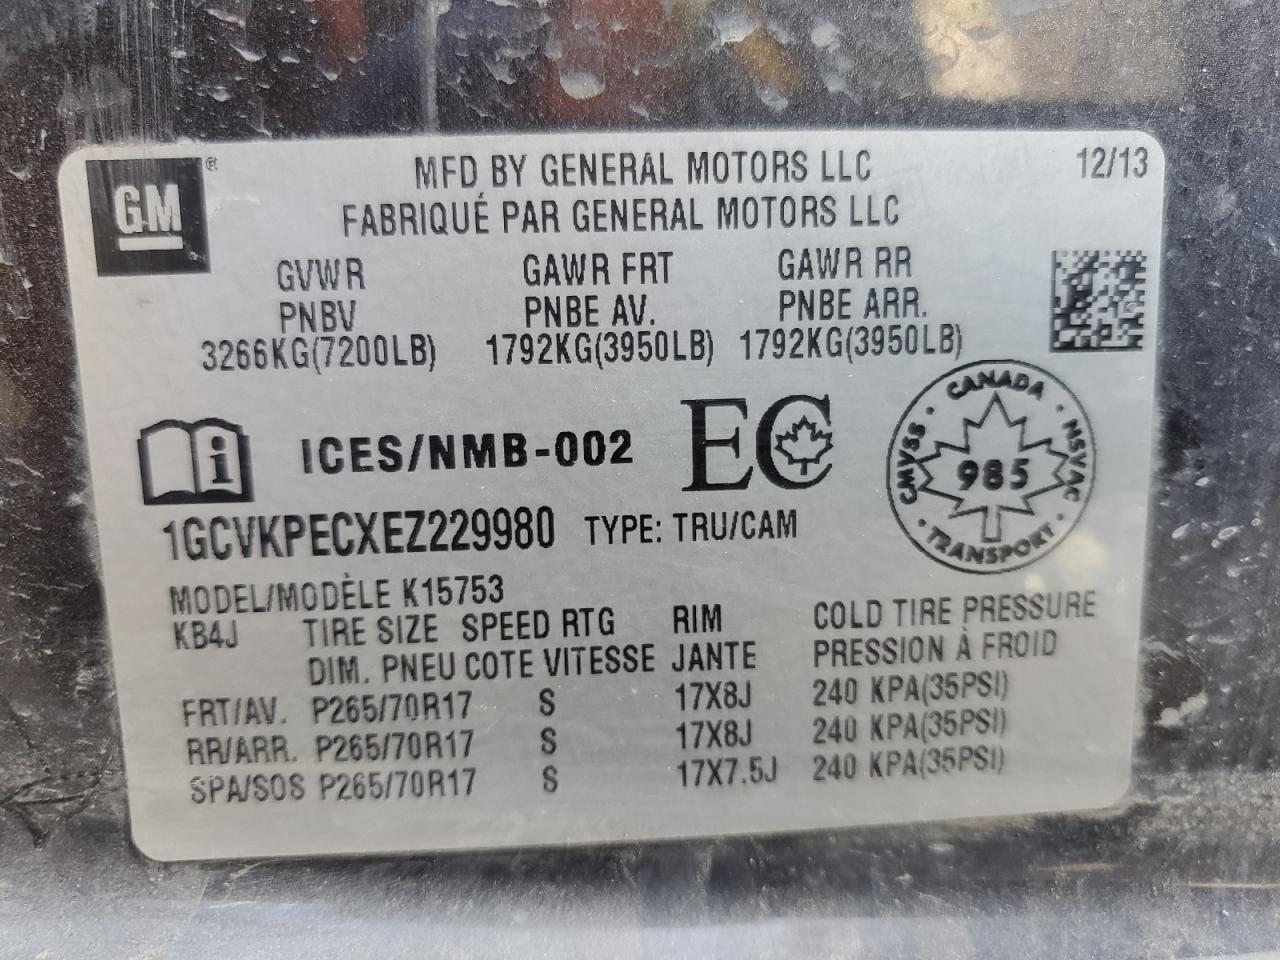 GM ®
MFD BY GENERAL MOTORS LLC 12/13
FABRIQUÉ PAR GENERAL MOTORS LLC
GVWR GAWR FRT GAWR RR
PNBV PNBE AV. PNBE ARR.
3266KG(7200LB) 1792KG(3950LB) 1792KG(3950LB)
i ICES/NMB-002 EC
CANADA
CMVSS 985 NSVAC
TRANSPORT
1GCVKPECXEZ229980 TYPE: TRU/CAM
MODEL/MODÈLE K15753
KB4J TIRE SIZE SPEED RTG RIM COLD TIRE PRESSURE
DIM. PNEU COTE VITESSE JANTE PRESSION À FROID
FRT/AV. P265/70R17 S 17X8J 240 KPA(35PSI)
RR/ARR. P265/70R17 S 17X8J 240 KPA(35PSI)
SPA/SOS P265/70R17 S 17X7.5J 240 KPA(35PSI)